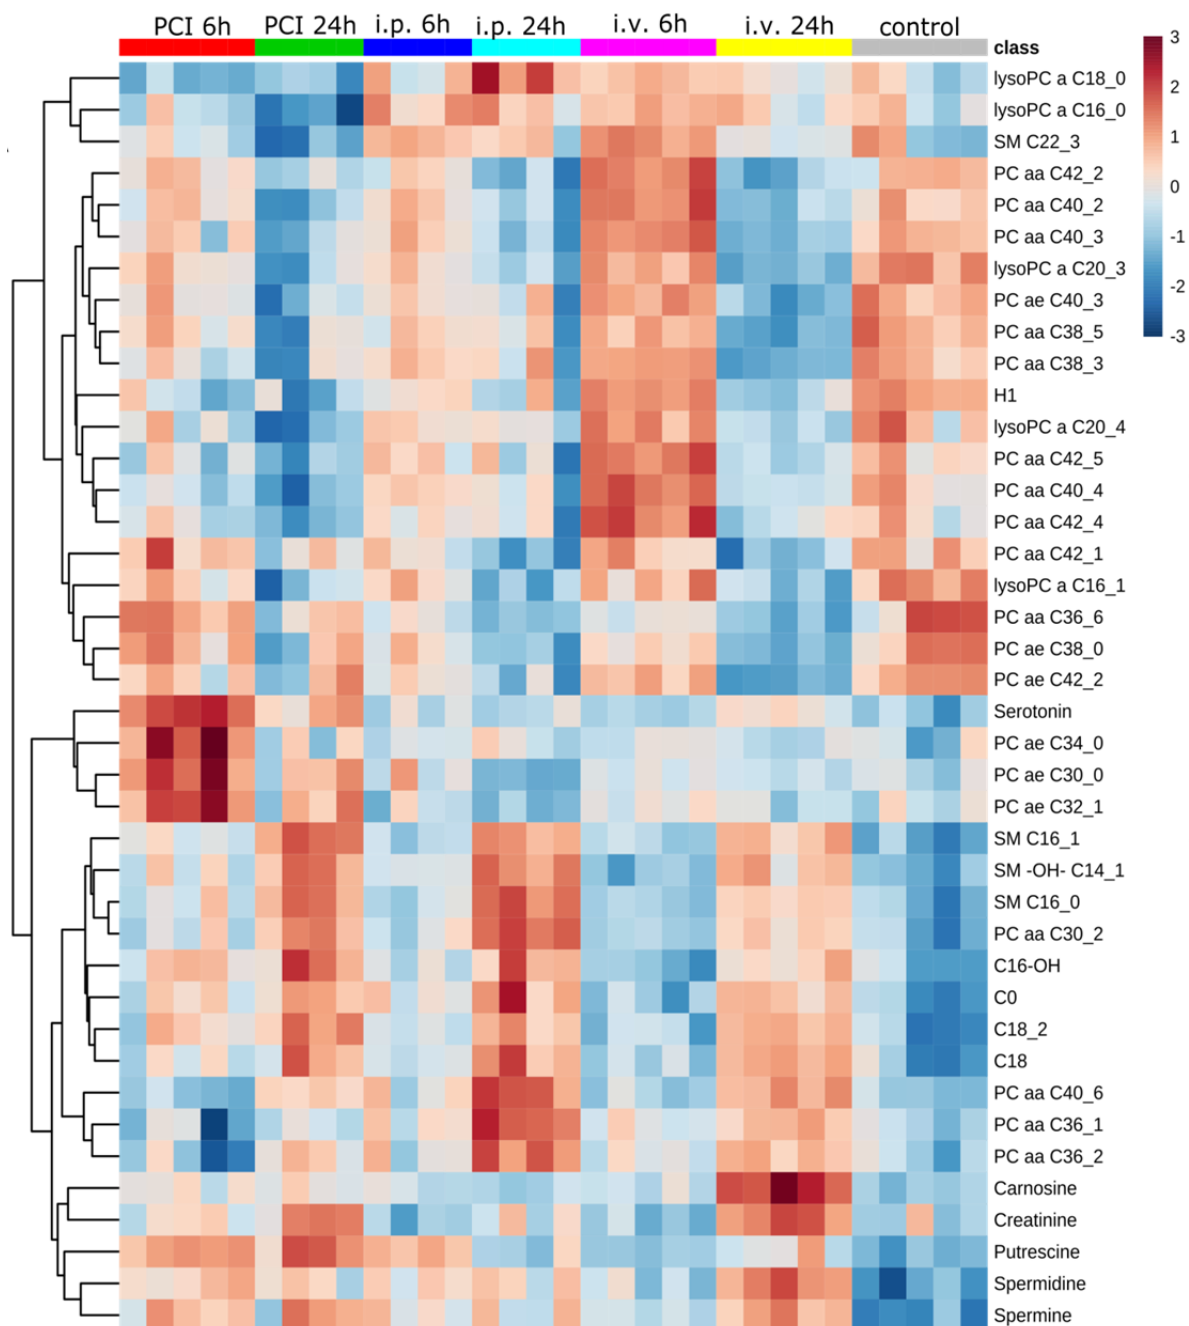 PCI 6h PCI 24h i.p. 6h i.p. 24h i.v. 6h i.v. 24h control
class
3
2
1
0
-1
-2
-3
lysoPC a C18_0
lysoPC a C16_0
SM C22_3
PC aa C42_2
PC aa C40_2
PC aa C40_3
lysoPC a C20_3
PC ae C40_3
PC aa C38_5
PC aa C38_3
H1
lysoPC a C20_4
PC aa C42_5
PC aa C40_4
PC aa C42_4
PC aa C42_1
lysoPC a C16_1
PC aa C36_6
PC ae C38_0
PC ae C42_2
Serotonin
PC ae C34_0
PC ae C30_0
PC ae C32_1
SM C16_1
SM -OH- C14_1
SM C16_0
PC aa C30_2
C16-OH
C0
C18_2
C18
PC aa C40_6
PC aa C36_1
PC aa C36_2
Carnosine
Creatinine
Putrescine
Spermidine
Spermine